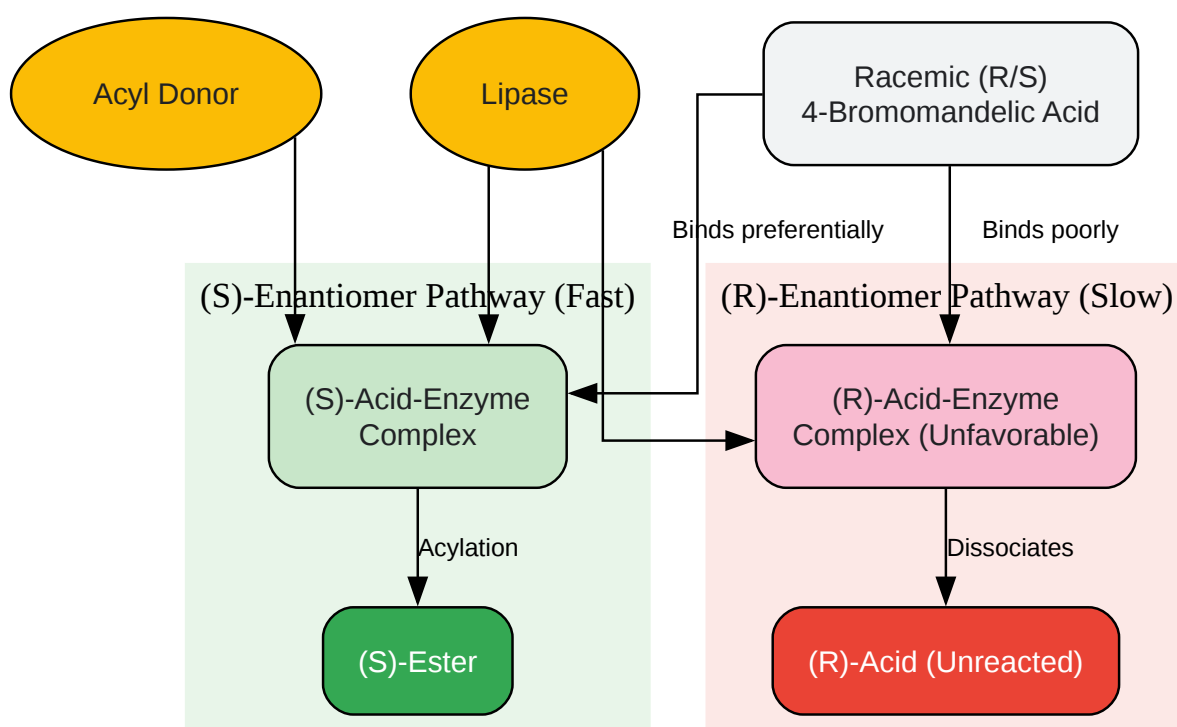 Acyl Donor
Lipase
Racemic (R/S)
4-Bromomandelic Acid
Binds preferentially
Binds poorly
(S)-Enantiomer Pathway (Fast)
(R)-Enantiomer Pathway (Slow)
(S)-Acid-Enzyme
Complex
(R)-Acid-Enzyme
Complex (Unfavorable)
Acylation
Dissociates
(S)-Ester
(R)-Acid (Unreacted)